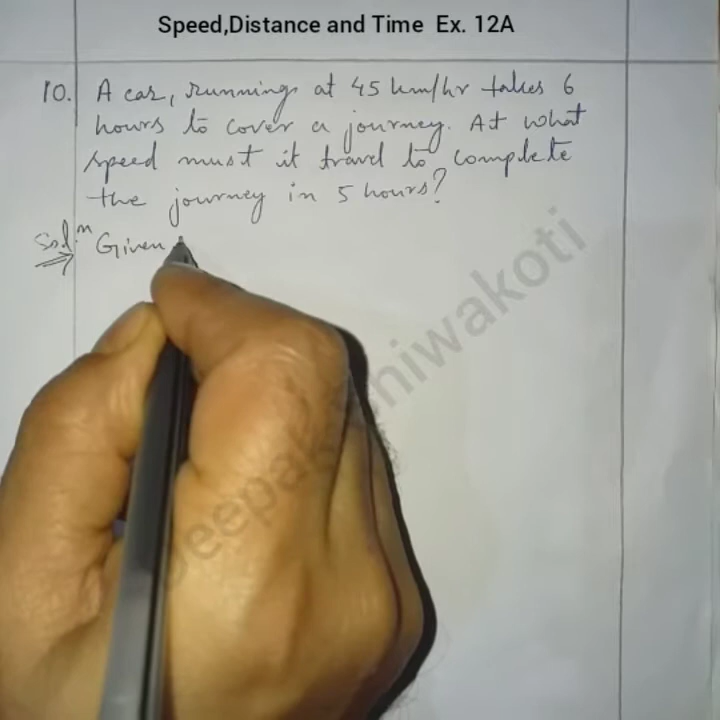 Speed,Distance and Time Ex. 12A
10. A car, running at 45 km/hr takes 6
hours to cover a journey. At what
speed must it travel to complete
the journey in 5 hours?
Sol.n Given